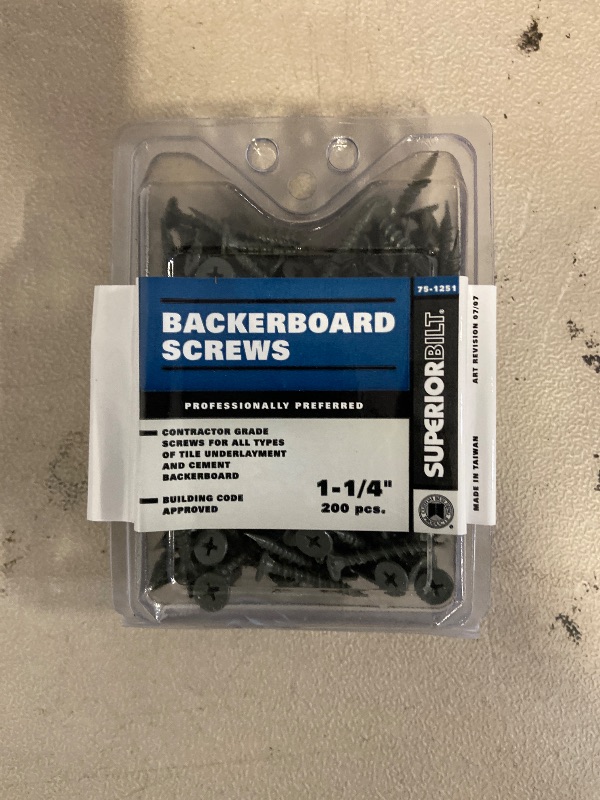 75-1251
BACKERBOARD
SCREWS
SUPERIORBILT®
ART REVISION 07/07
MADE IN TAIWAN
PROFESSIONALLY PREFERRED
CONTRACTOR GRADE
SCREWS FOR ALL TYPES
OF TILE UNDERLAYMENT
AND CEMENT
BACKERBOARD
BUILDING CODE
APPROVED
1-1/4"
200 pcs.